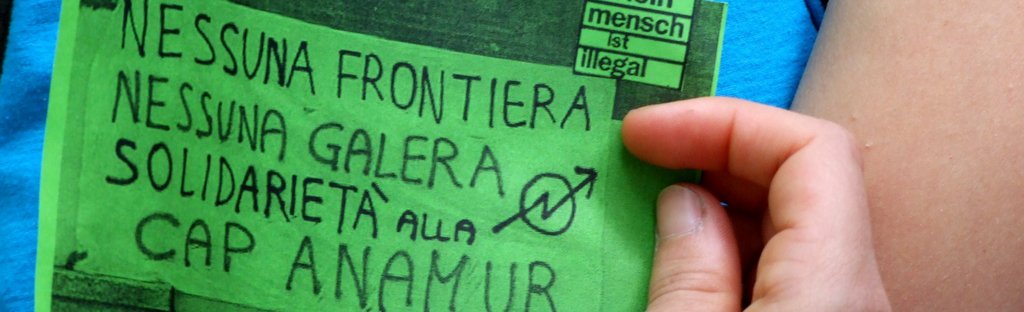 mensch
ist
illegal
NESSUNA FRONTIERA
NESSUNA GALERA
SOLIDARIETÀ ALLA
CAP ANAMUR